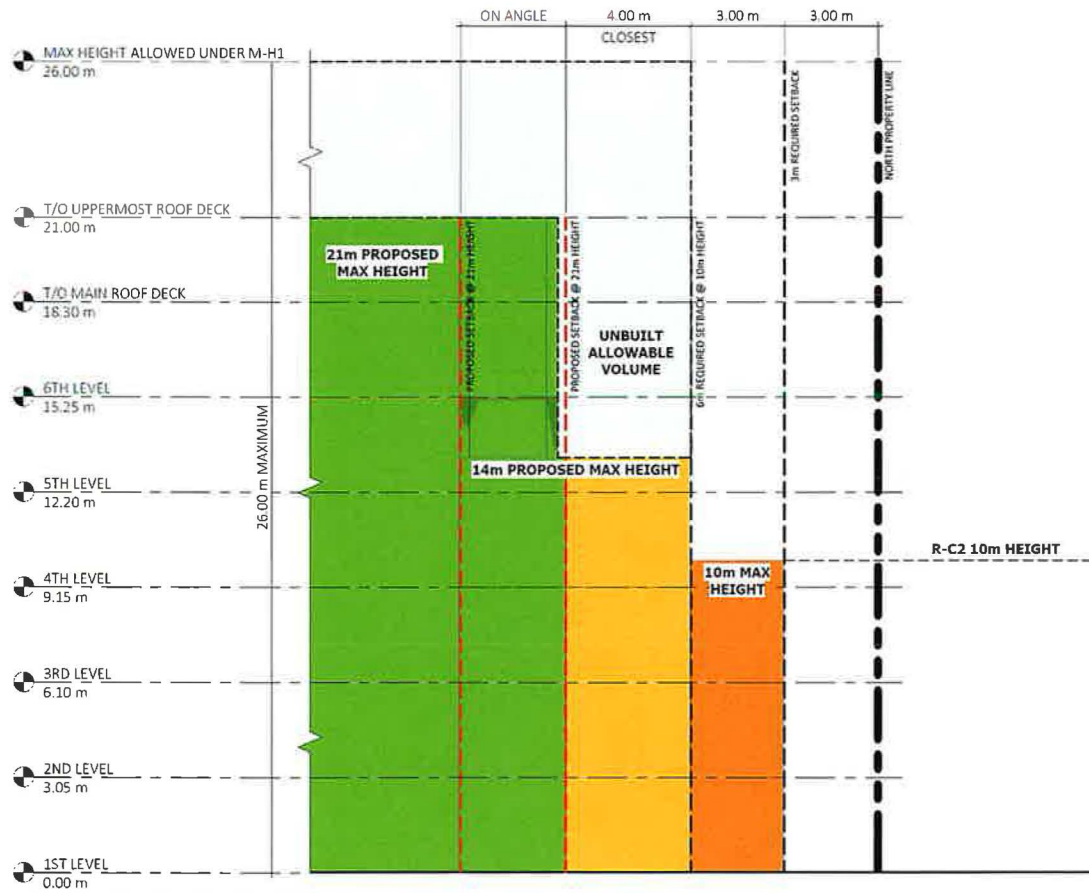 ON ANGLE
4.00 m
3.00 m
3.00 m
CLOSEST
MAX HEIGHT ALLOWED UNDER M-H1
26.00 m
3m REQUIRED SETBACK
NORTH PROPERTY LINE
T/O UPPERMOST ROOF DECK
21.00 m
21m PROPOSED
MAX HEIGHT
PROPOSED SETBACK @ 21m HEIGHT
PROPOSED SETBACK @ 21m HEIGHT
6m REQUIRED SETBACK @ 10m HEIGHT
T/O MAIN ROOF DECK
18.30 m
UNBUILT
ALLOWABLE
VOLUME
6TH LEVEL
15.25 m
26.00 m MAXIMUM
14m PROPOSED MAX HEIGHT
5TH LEVEL
12.20 m
R-C2 10m HEIGHT
10m MAX
HEIGHT
4TH LEVEL
9.15 m
3RD LEVEL
6.10 m
2ND LEVEL
3.05 m
1ST LEVEL
0.00 m